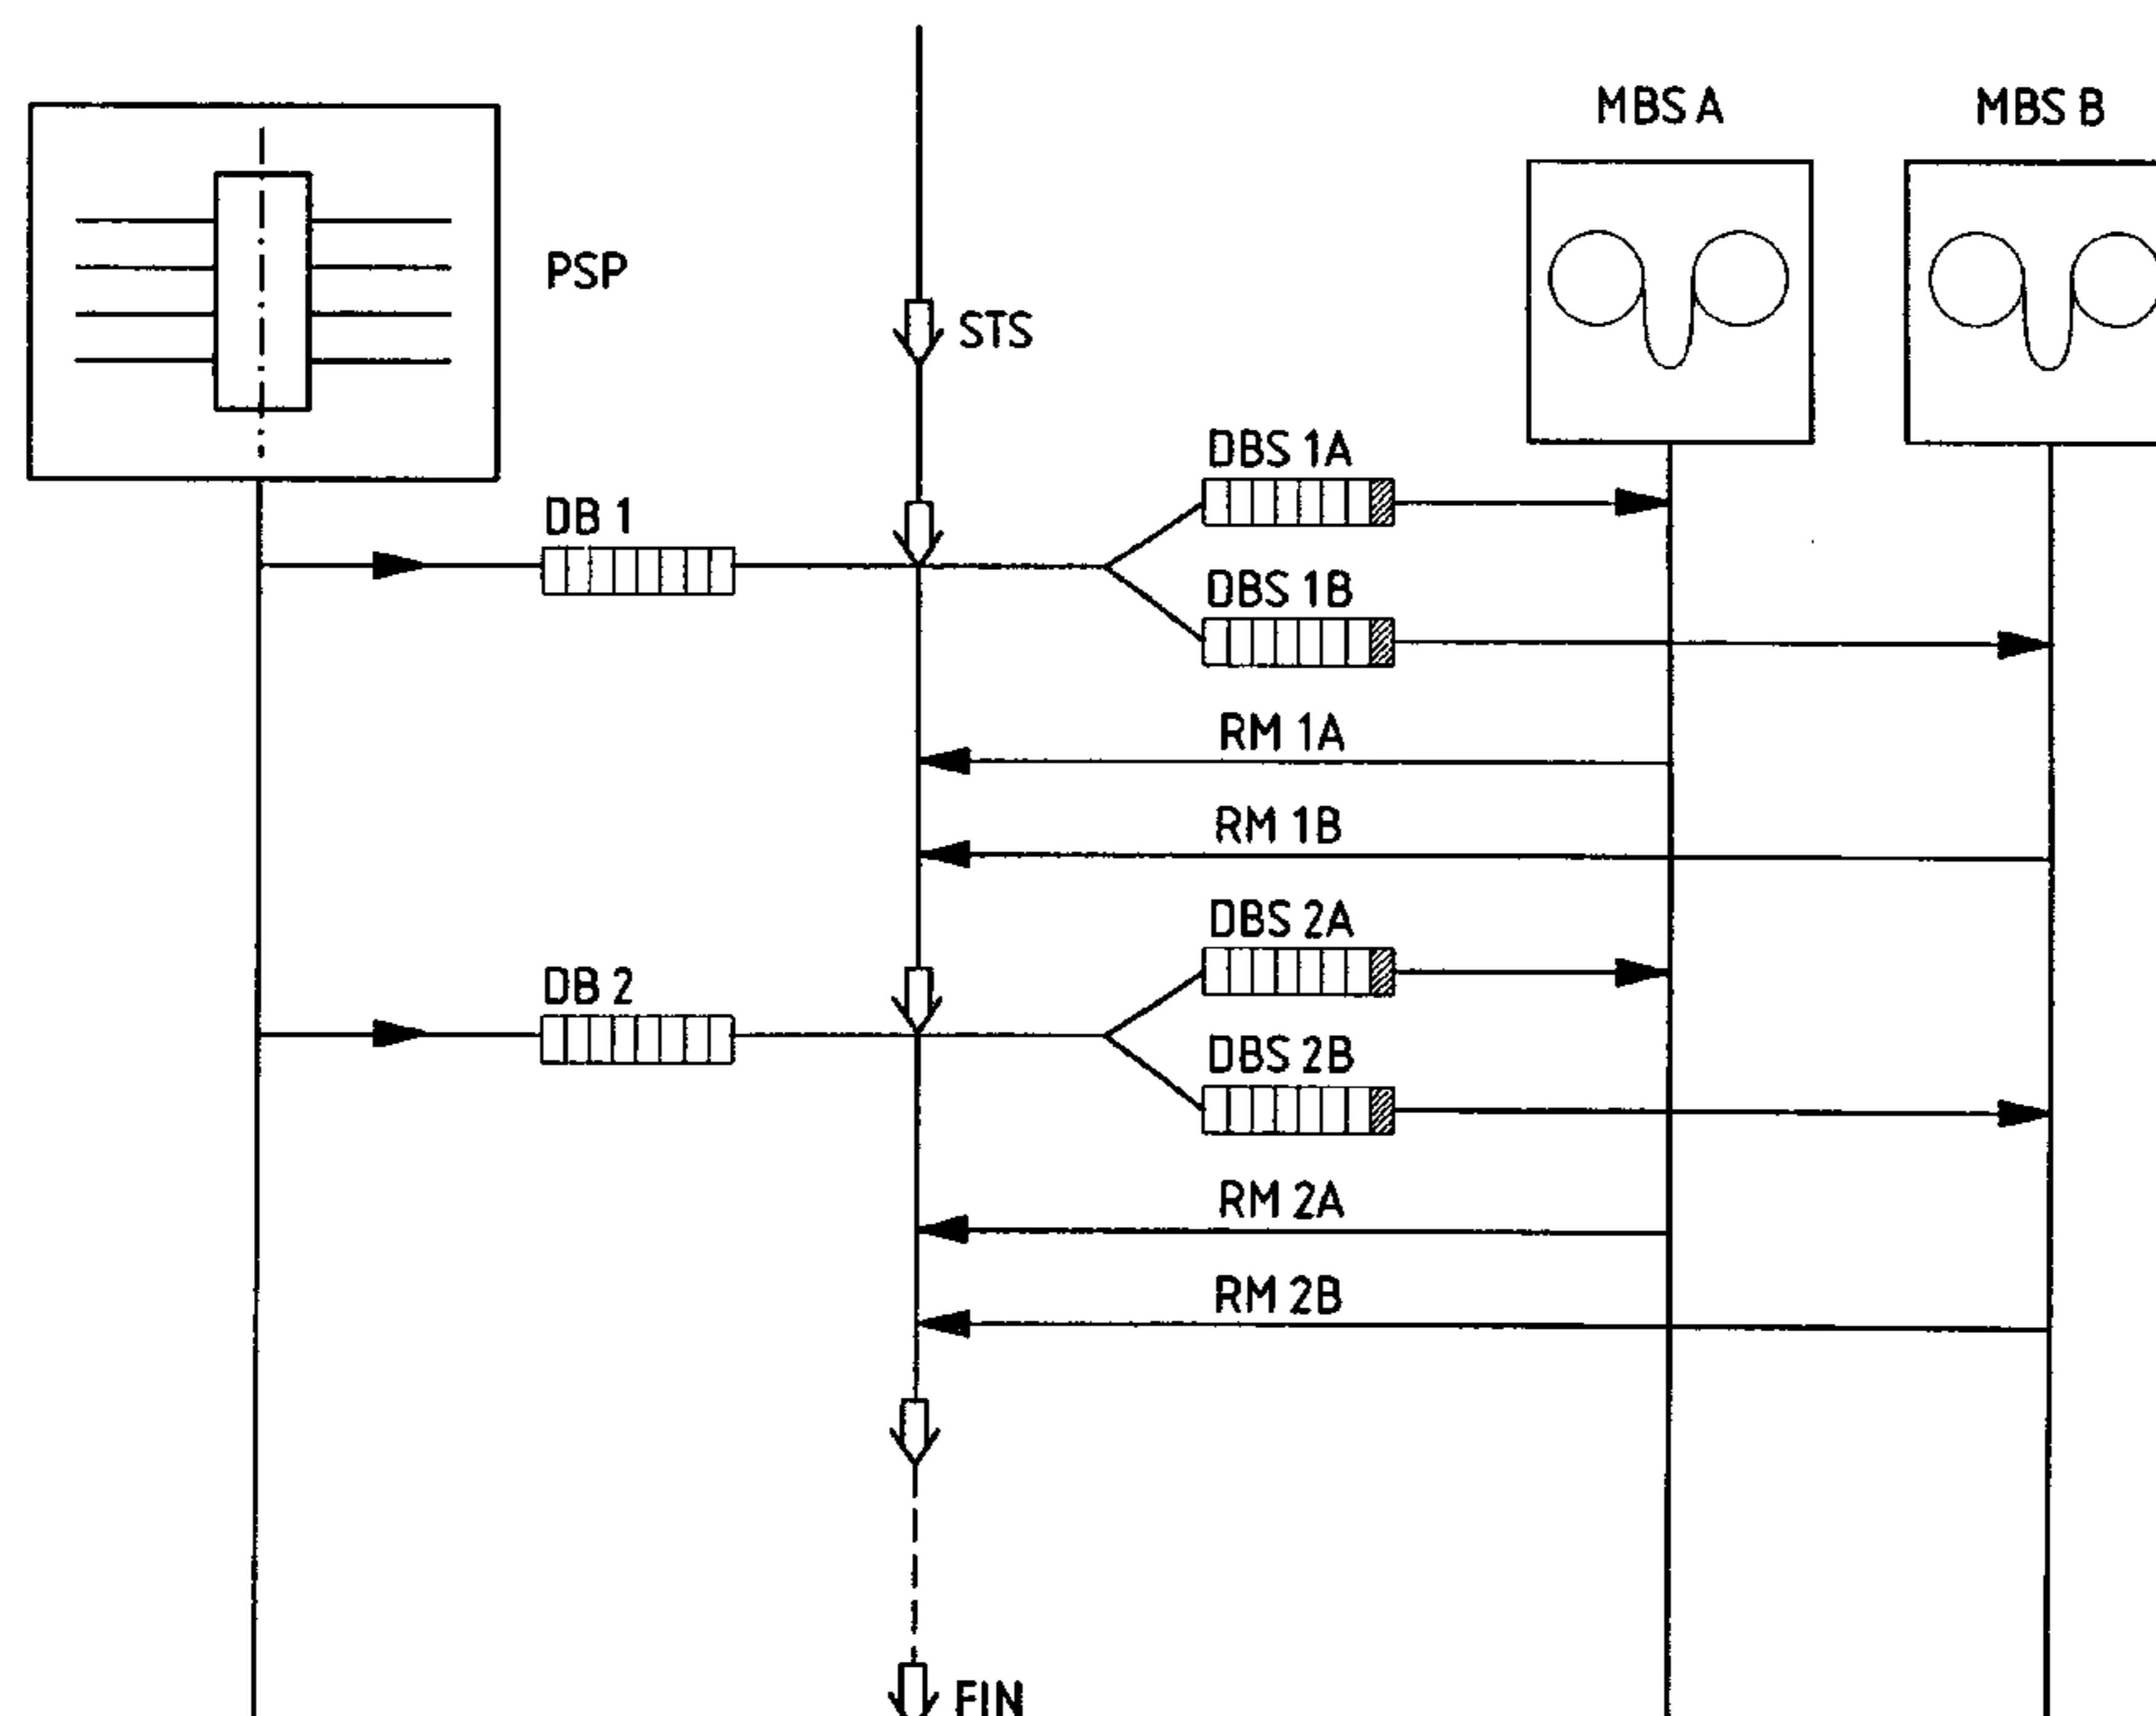 MBS A
MBS B
PSP
STS
DBS 1A
DB 1
DBS 1B
RM 1A
RM 1B
DBS 2A
DB 2
DBS 2B
RM 2A
RM 2B
FIN